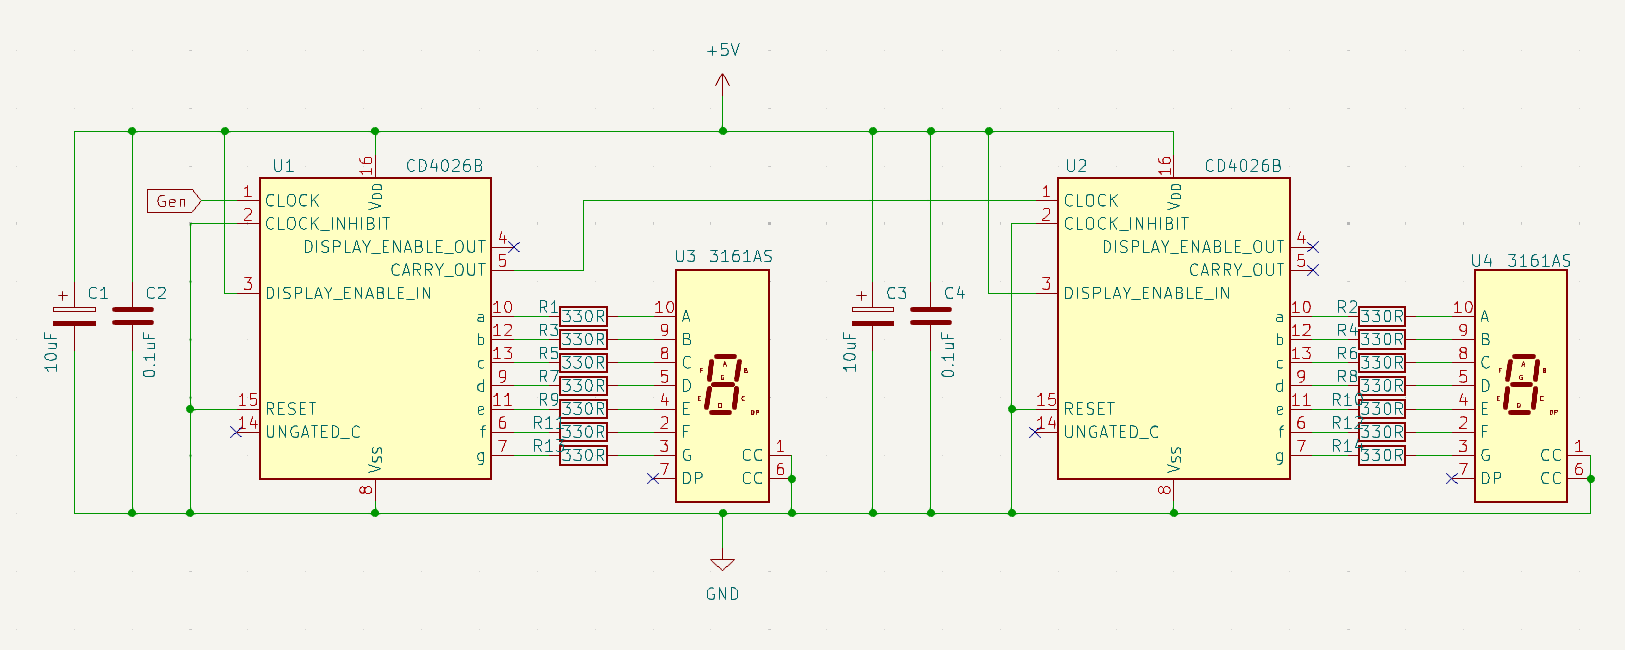 +5V
U1 CD4026B
U2 CD4026B
16
VDD
16
VDD
Gen
1 CLOCK
2 CLOCK_INHIBIT
DISPLAY_ENABLE_OUT 4
CARRY_OUT 5
3 DISPLAY_ENABLE_IN
a 10
b 12
c 13
d 9
e 11
f 6
g 7
15 RESET
14 UNGATED_C
Vss
8
+ C1
10uF
C2
0.1uF
R1 330R
R3 330R
R5 330R
R7 330R
R9 330R
R11 330R
R13 330R
U3 3161AS
10 A
9 B
8 C
5 D
4 E
2 F
3 G
7 DP
CC 1
CC 6
A
F B
G
E C
D
DP
+ C3
10uF
C4
0.1uF
1 CLOCK
2 CLOCK_INHIBIT
DISPLAY_ENABLE_OUT 4
CARRY_OUT 5
3 DISPLAY_ENABLE_IN
a 10
b 12
c 13
d 9
e 11
f 6
g 7
15 RESET
14 UNGATED_C
Vss
8
R2 330R
R4 330R
R6 330R
R8 330R
R10 330R
R12 330R
R14 330R
U4 3161AS
10 A
9 B
8 C
5 D
4 E
2 F
3 G
7 DP
CC 1
CC 6
A
F B
G
E C
D
DP
GND